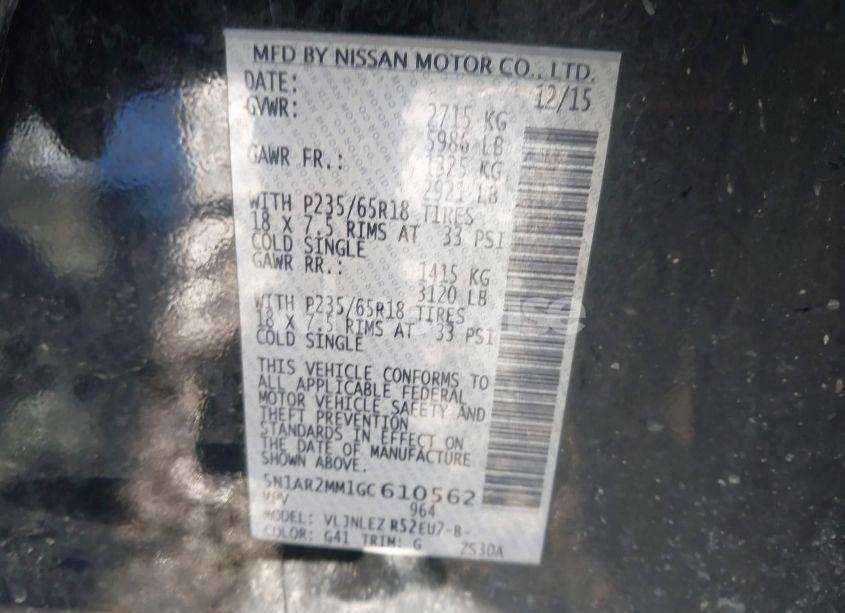 MFD BY NISSAN MOTOR CO., LTD.
DATE: 12/15
GVWR: 2715 KG
5986 LB
GAWR FR.: 1325 KG
2921 LB
WITH P235/65R18 TIRES
18 X 7.5 RIMS AT 33 PSI
COLD SINGLE
GAWR RR.: 1415 KG
3120 LB
WITH P235/65R18 TIRES
18 X 7.5 RIMS AT 33 PSI
COLD SINGLE
THIS VEHICLE CONFORMS TO
ALL APPLICABLE FEDERAL
MOTOR VEHICLE SAFETY AND
THEFT PREVENTION
STANDARDS IN EFFECT ON
THE DATE OF MANUFACTURE
SHOWN ABOVE.
5N1AR2MM1GC610562
MPV 964
MODEL: VLJNLEZ R52EU7-B-
COLOR: G41 TRIM: G 2S30A